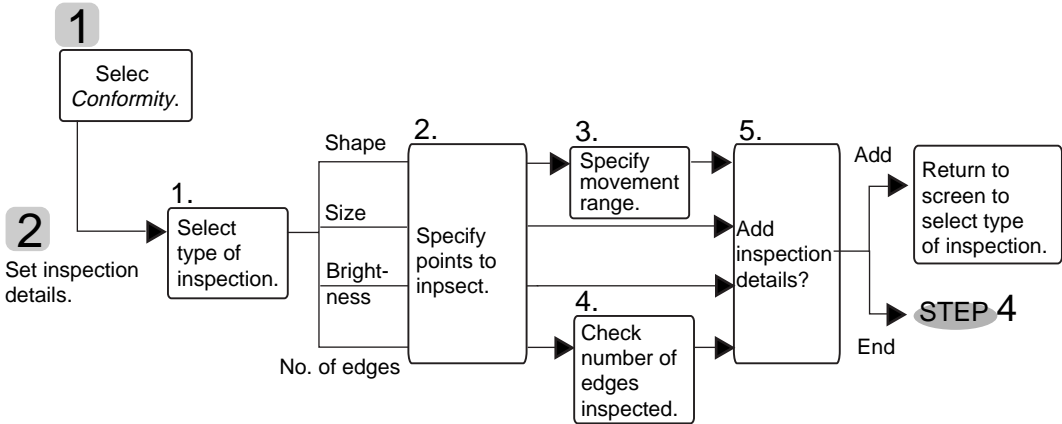 1
Selec
Conformity.
2
Set inspection
details.
1.
Select
type of
inspection.
Shape
Size
Bright-
ness
No. of edges
2.
Specify
points to
inpsect.
3.
Specify
movement
range.
4.
Check
number of
edges
inspected.
5.
Add
inspection
details?
Add
Return to
screen to
select type
of inspection.
End
STEP 4